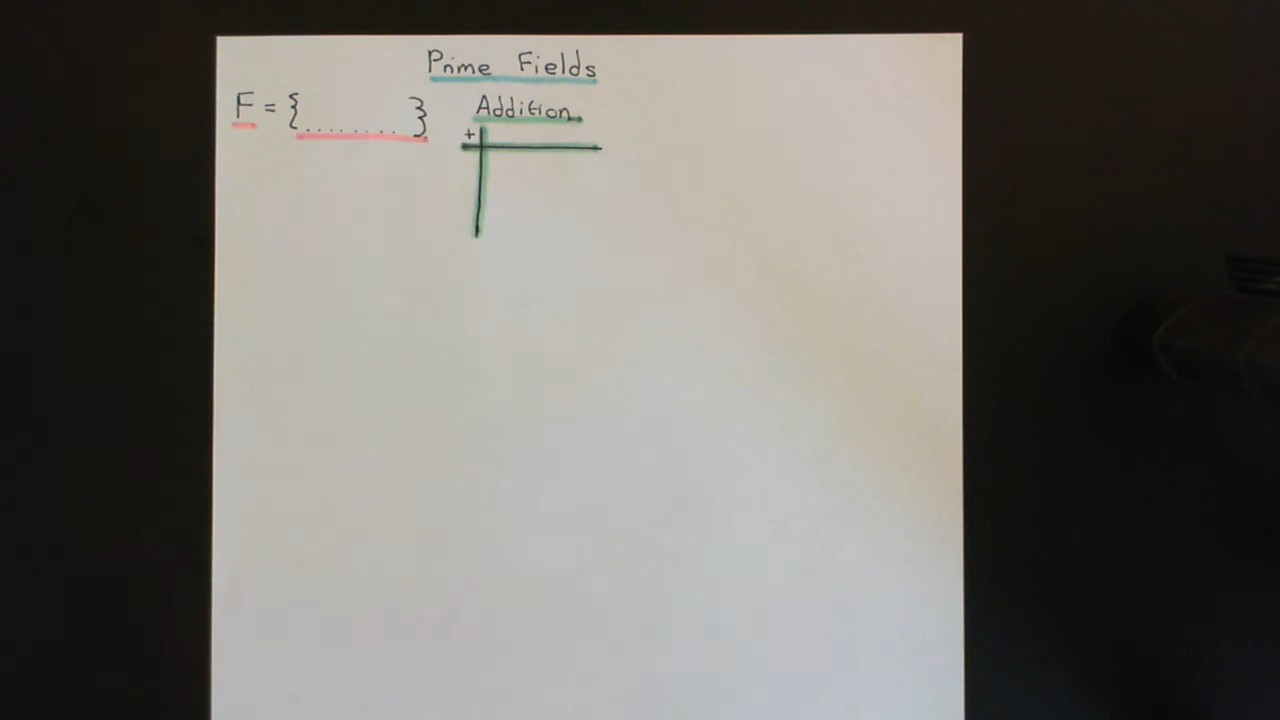 Prime Fields
F = {........}
Addition
+